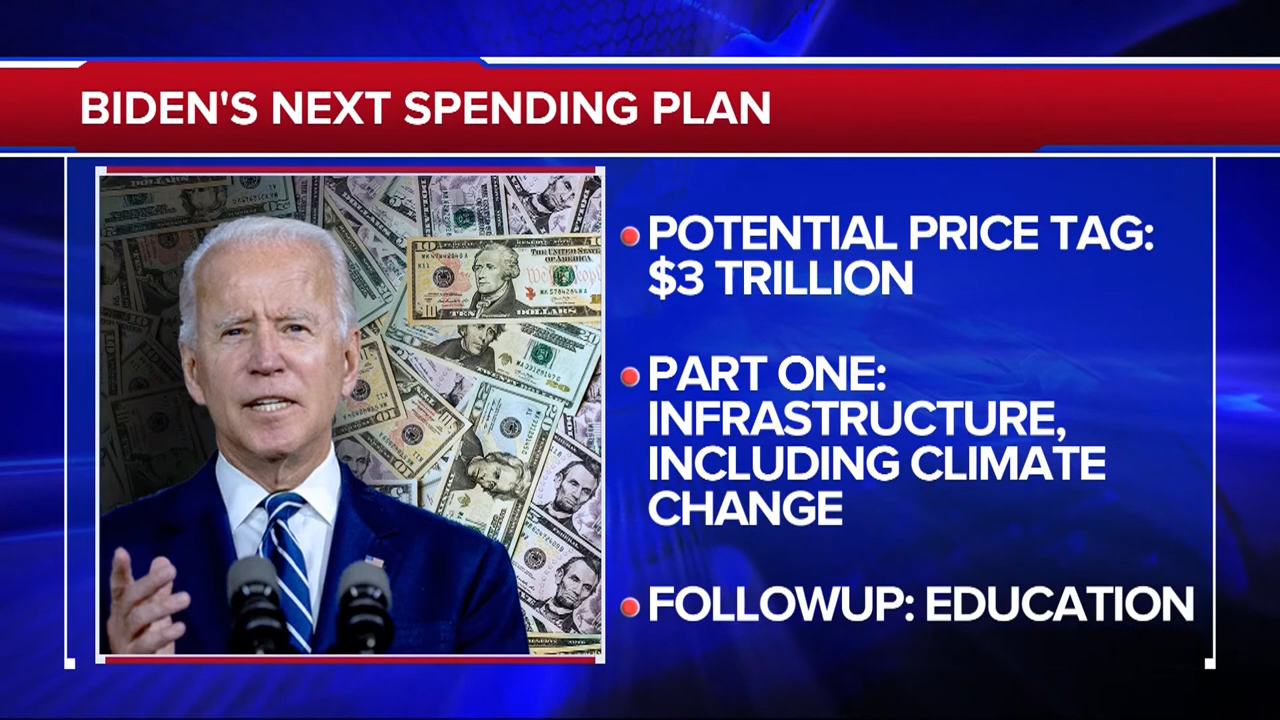 BIDEN'S NEXT SPENDING PLAN
POTENTIAL PRICE TAG:
$3 TRILLION
PART ONE:
INFRASTRUCTURE,
INCLUDING CLIMATE
CHANGE
FOLLOWUP: EDUCATION